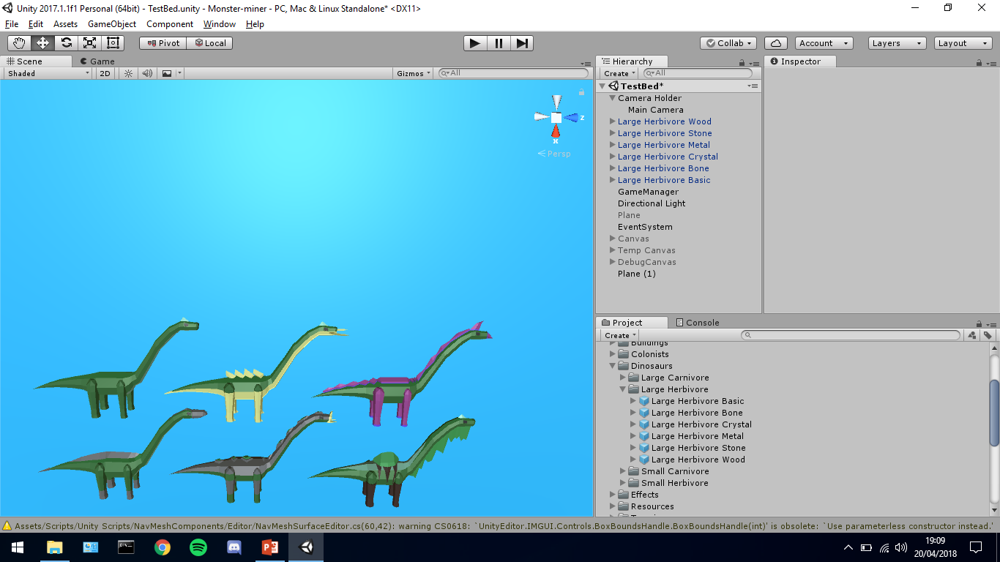 Unity 2017.1.1f1 Personal (64bit) - TestBed.unity - Monster-miner - PC, Mac & Linux Standalone* <DX11>
File Edit Assets GameObject Component Window Help
Pivot Local Collab Account Layers Layout
Scene Game
Shaded 2D Gizmos All
z
x
Persp
Hierarchy
Create All
TestBed*
Camera Holder
Main Camera
Large Herbivore Wood
Large Herbivore Stone
Large Herbivore Metal
Large Herbivore Crystal
Large Herbivore Bone
Large Herbivore Basic
GameManager
Directional Light
Plane
EventSystem
Canvas
Temp Canvas
DebugCanvas
Plane (1)
Inspector
Project Console
Create
Buildings
Colonists
Dinosaurs
Large Carnivore
Large Herbivore
Large Herbivore Basic
Large Herbivore Bone
Large Herbivore Crystal
Large Herbivore Metal
Large Herbivore Stone
Large Herbivore Wood
Small Carnivore
Small Herbivore
Effects
Resources
Assets/Scripts/Unity Scripts/NavMeshComponents/Editor/NavMeshSurfaceEditor.cs(60,42): warning CS0618: `UnityEditor.IMGUI.Controls.BoxBoundsHandle.BoxBoundsHandle(int)' is obsolete: `Use parameterless constructor instead.'
19:09
20/04/2018